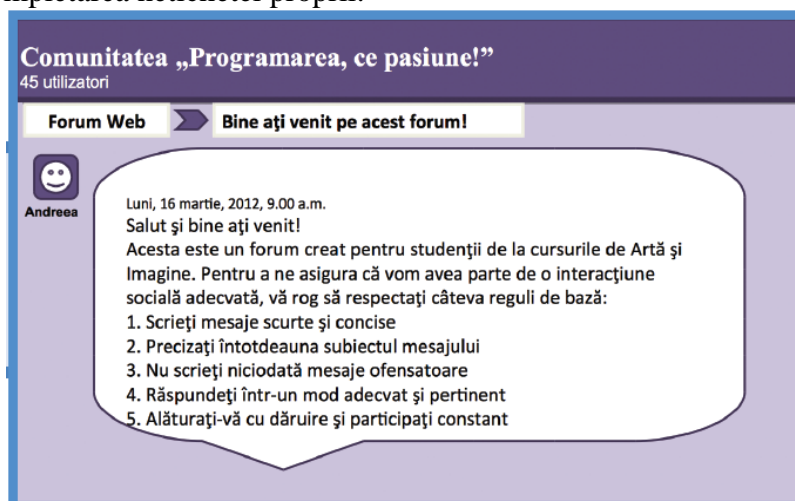 împletarea netichetei proprii.
Comunitatea „Programarea, ce pasiune!”
45 utilizatori
Forum Web
Bine aţi venit pe acest forum!
Andreea
Luni, 16 martie, 2012, 9.00 a.m.
Salut şi bine aţi venit!
Acesta este un forum creat pentru studenţii de la cursurile de Artă şi
Imagine. Pentru a ne asigura că vom avea parte de o interacţiune
socială adecvată, vă rog să respectaţi câteva reguli de bază:
1. Scrieţi mesaje scurte şi concise
2. Precizaţi întotdeauna subiectul mesajului
3. Nu scrieţi niciodată mesaje ofensatoare
4. Răspundeţi într-un mod adecvat şi pertinent
5. Alăturaţi-vă cu dăruire şi participaţi constant